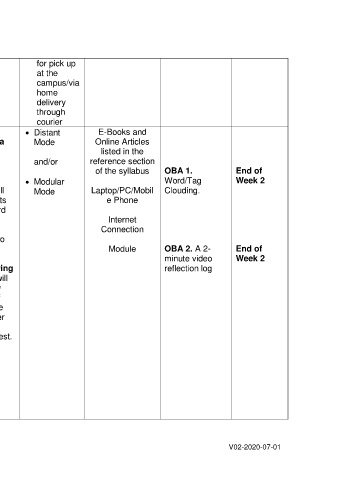 for pick up
at the
campus/via
home
delivery
through
courier
a
ll
ts
rd
o
ing
will
e
er
est.
• Distant
Mode
and/or
• Modular
Mode
E-Books and
Online Articles
listed in the
reference section
of the syllabus
Laptop/PC/Mobil
e Phone
Internet
Connection
Module
OBA 1.
Word/Tag
Clouding.
OBA 2. A 2-
minute video
reflection log
End of
Week 2
End of
Week 2
V02-2020-07-01